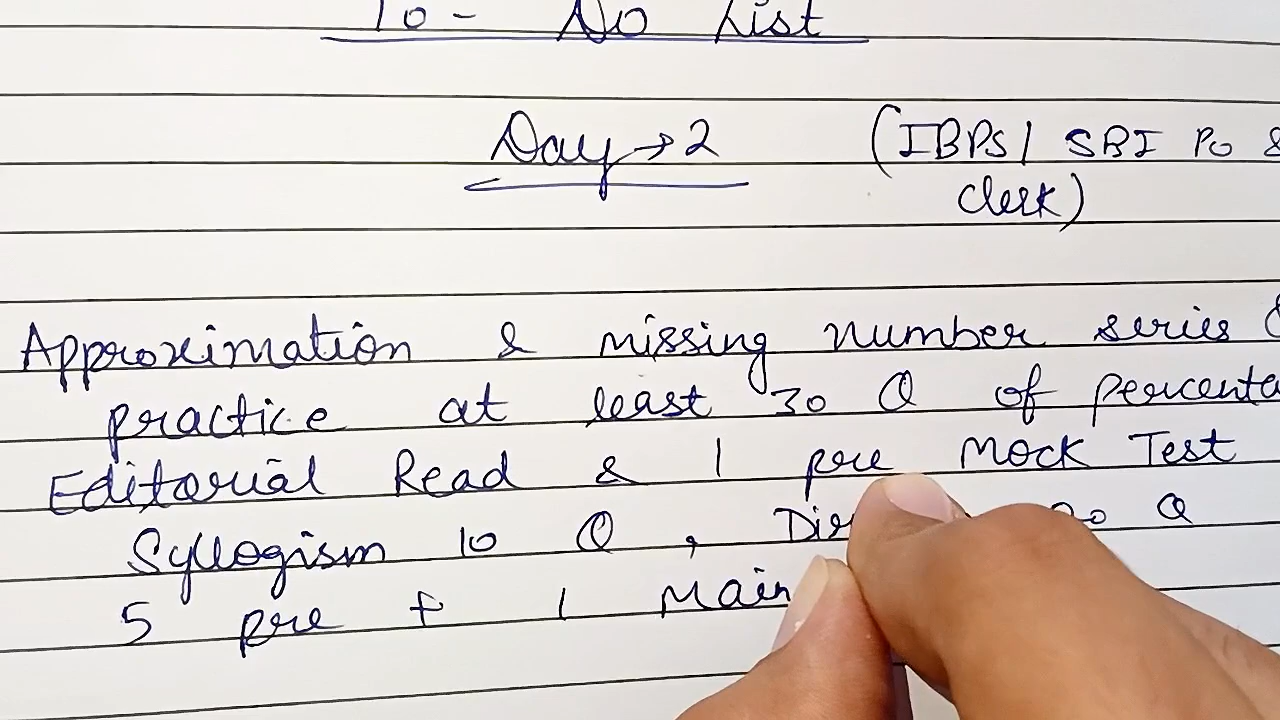 To - Do List
Day → 2 (IBPS / SBI PO &
Clerk)
Approximation & missing number series
practice at least 30 Q of percenta
Editorial Read & 1 pre Mock Test
Syllogism 10 Q , Q
5 pre + 1 Main